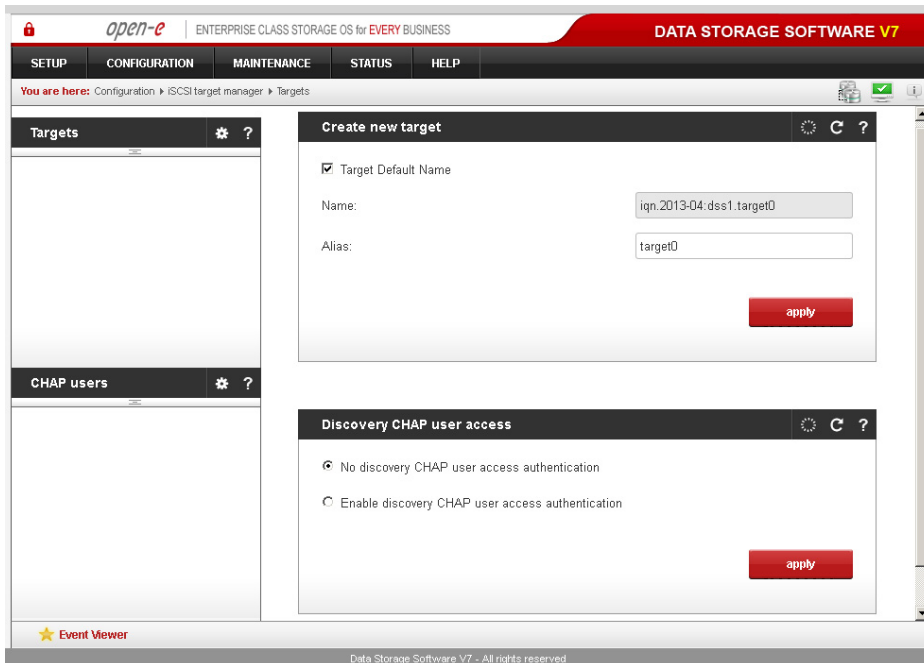 open-e ENTERPRISE CLASS STORAGE OS for EVERY BUSINESS
DATA STORAGE SOFTWARE V7
SETUP CONFIGURATION MAINTENANCE STATUS HELP
You are here: Configuration iSCSI target manager Targets
Targets ?
Create new target ?
Target Default Name
Name: iqn.2013-04:dss1.target0
Alias: target0
apply
CHAP users ?
Discovery CHAP user access ?
No discovery CHAP user access authentication
Enable discovery CHAP user access authentication
apply
Event Viewer
Data Storage Software V7 - All rights reserved